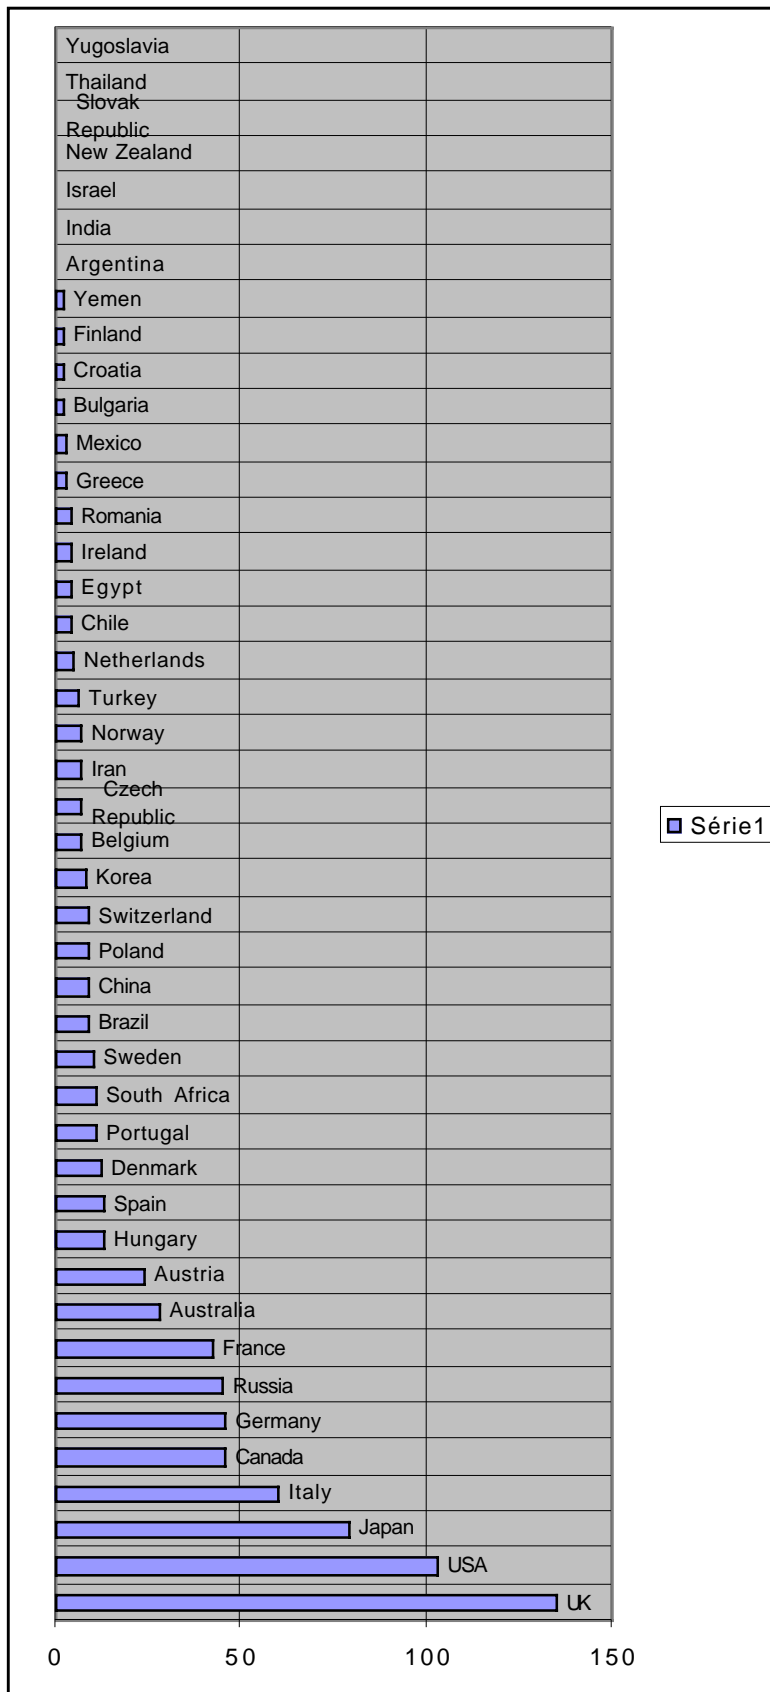 Yugoslavia
Thailand
Slovak
Republic
New Zealand
Israel
India
Argentina
Yemen
Finland
Croatia
Bulgaria
Mexico
Greece
Romania
Ireland
Egypt
Chile
Netherlands
Turkey
Norway
Iran
Czech
Republic
Belgium
Korea
Switzerland
Poland
China
Brazil
Sweden
South Africa
Portugal
Denmark
Spain
Hungary
Austria
Australia
France
Russia
Germany
Canada
Italy
Japan
USA
UK
0 50 100 150
Série1